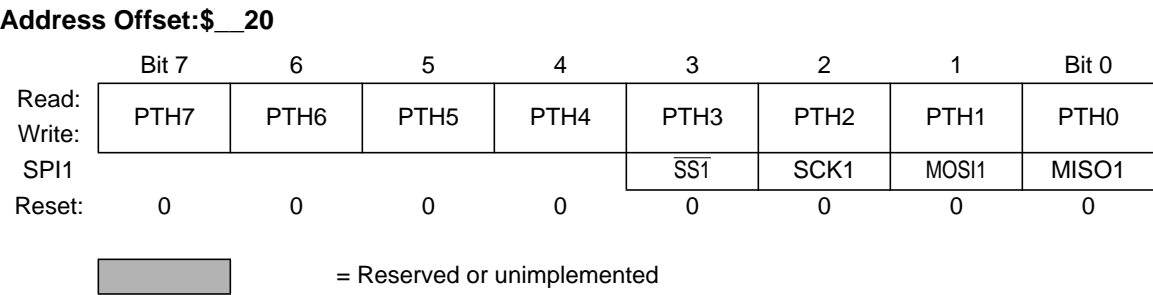 Address Offset:$__20
Bit 7 6 5 4 3 2 1 Bit 0
Read:
Write:
PTH7 PTH6 PTH5 PTH4 PTH3 PTH2 PTH1 PTH0
SPI1 S̅S̅1̅ SCK1 MOSI1 MISO1
Reset: 0 0 0 0 0 0 0 0
= Reserved or unimplemented